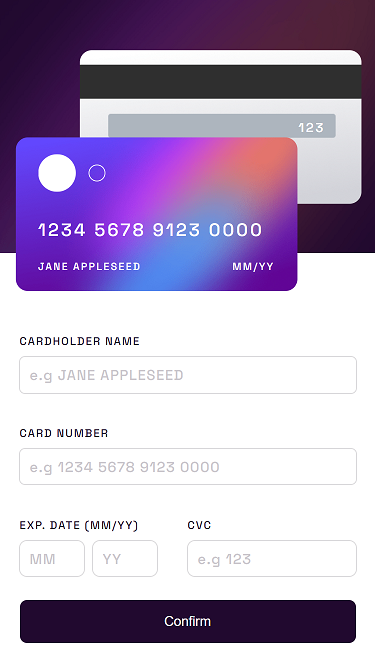 123
1234 5678 9123 0000
JANE APPLESEED MM/YY
CARDHOLDER NAME
e.g JANE APPLESEED
CARD NUMBER
e.g 1234 5678 9123 0000
EXP. DATE (MM/YY) CVC
MM YY e.g 123
Confirm